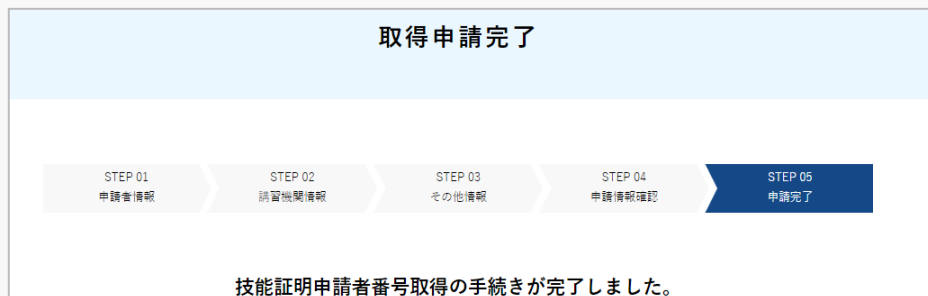 取得申請完了
STEP 01
申請者情報
STEP 02
講習機関情報
STEP 03
その他情報
STEP 04
申請情報確認
STEP 05
申請完了
技能証明申請者番号取得の手続きが完了しました。